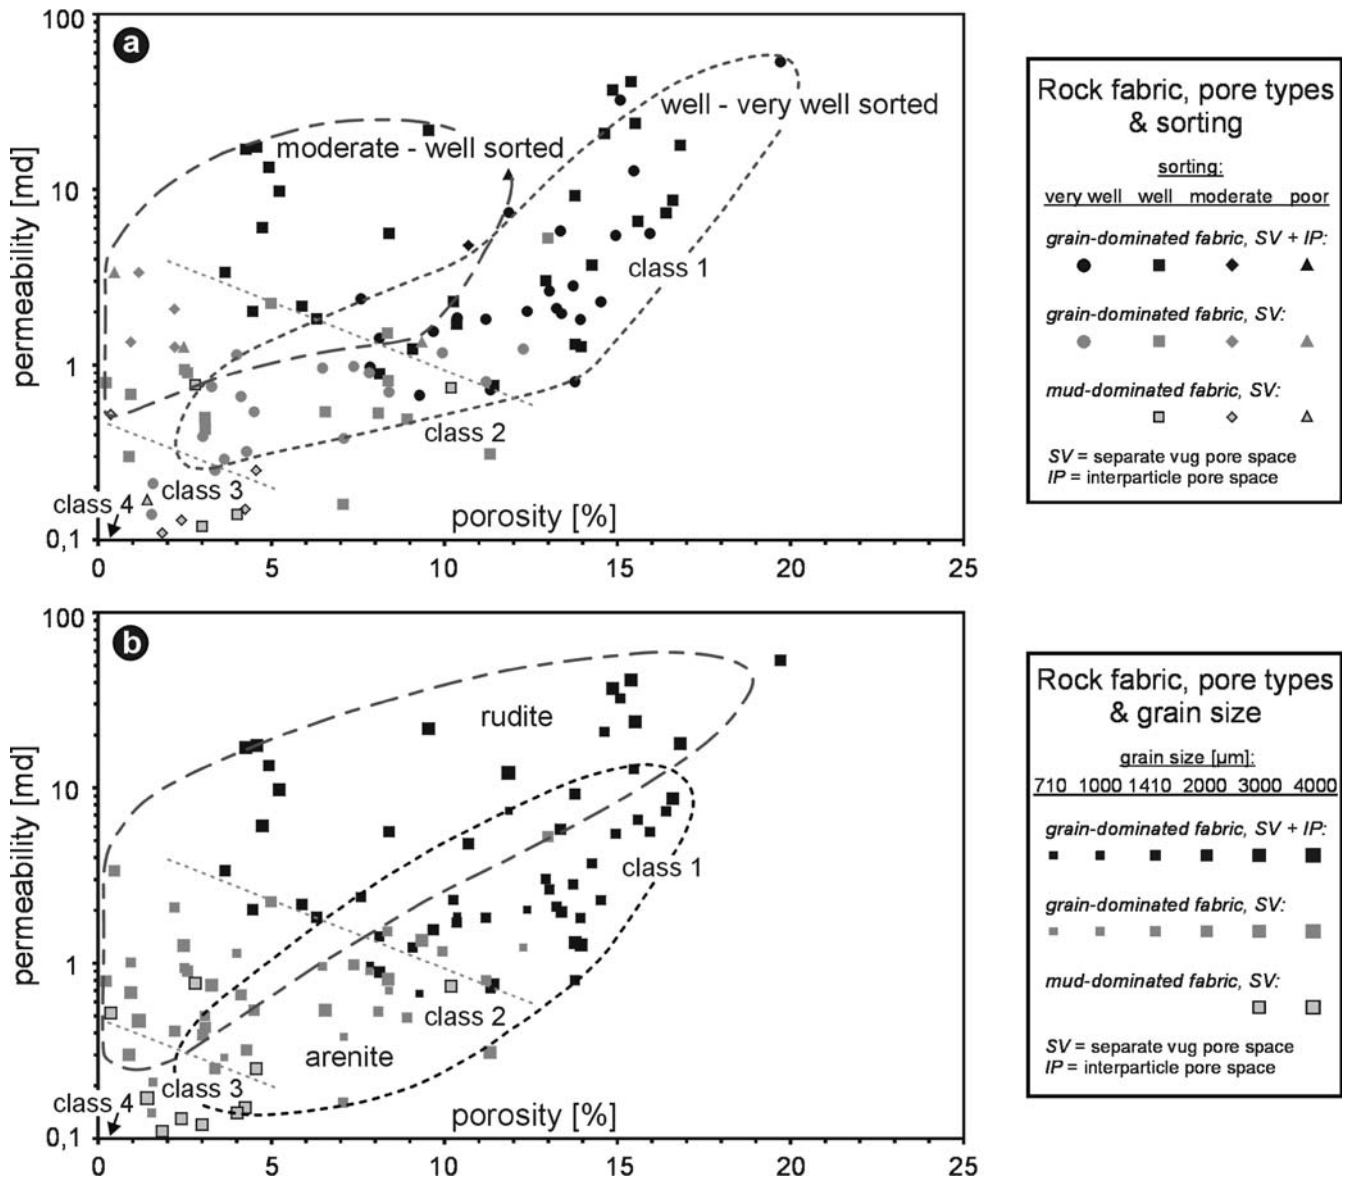 a
100
10
1
0,1
permeability [md]
moderate - well sorted
well - very well sorted
class 1
class 2
class 3
class 4
porosity [%]
0 5 10 15 20 25
Rock fabric, pore types
& sorting
sorting:
very well well moderate poor
grain-dominated fabric, SV + IP:
grain-dominated fabric, SV:
mud-dominated fabric, SV:
SV = separate vug pore space
IP = interparticle pore space
b
100
10
1
0,1
permeability [md]
rudite
class 1
class 2
arenite
class 3
class 4
porosity [%]
0 5 10 15 20 25
Rock fabric, pore types
& grain size
grain size [µm]:
710 1000 1410 2000 3000 4000
grain-dominated fabric, SV + IP:
grain-dominated fabric, SV:
mud-dominated fabric, SV:
SV = separate vug pore space
IP = interparticle pore space